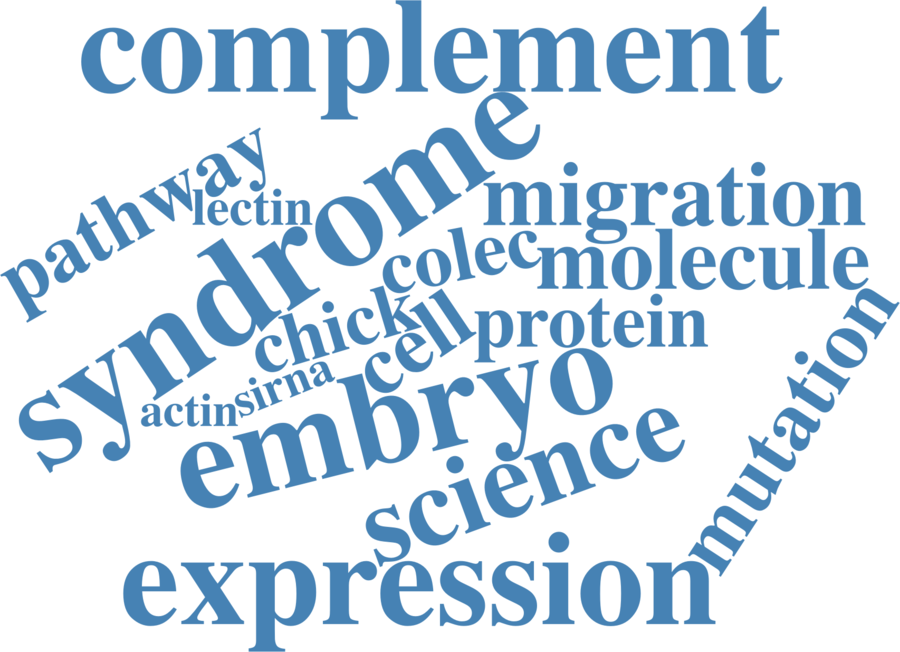 complement
syndrome
pathway
lectin
migration
colec
molecule
chick
cell
protein
mutation
sirna
actin
embryo
science
expression